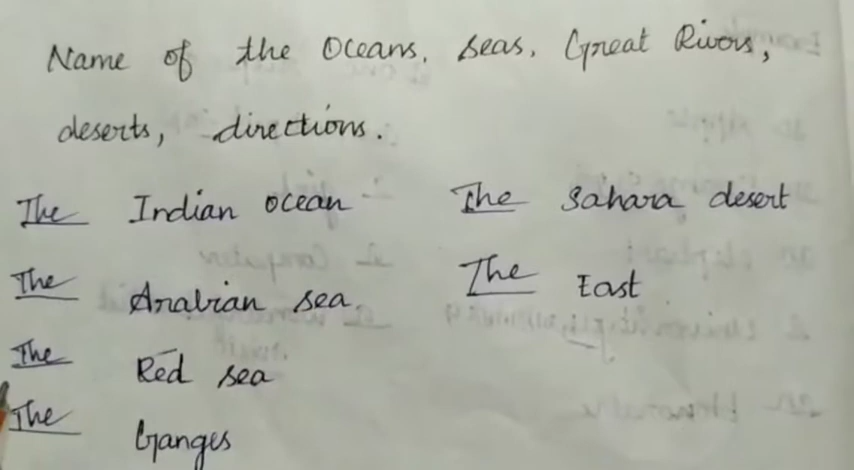 Name of the Oceans, seas, Great Rivers,
deserts, directions.
The Indian ocean
The Arabian sea.
The Red sea
The Ganges
The Sahara desert
The East